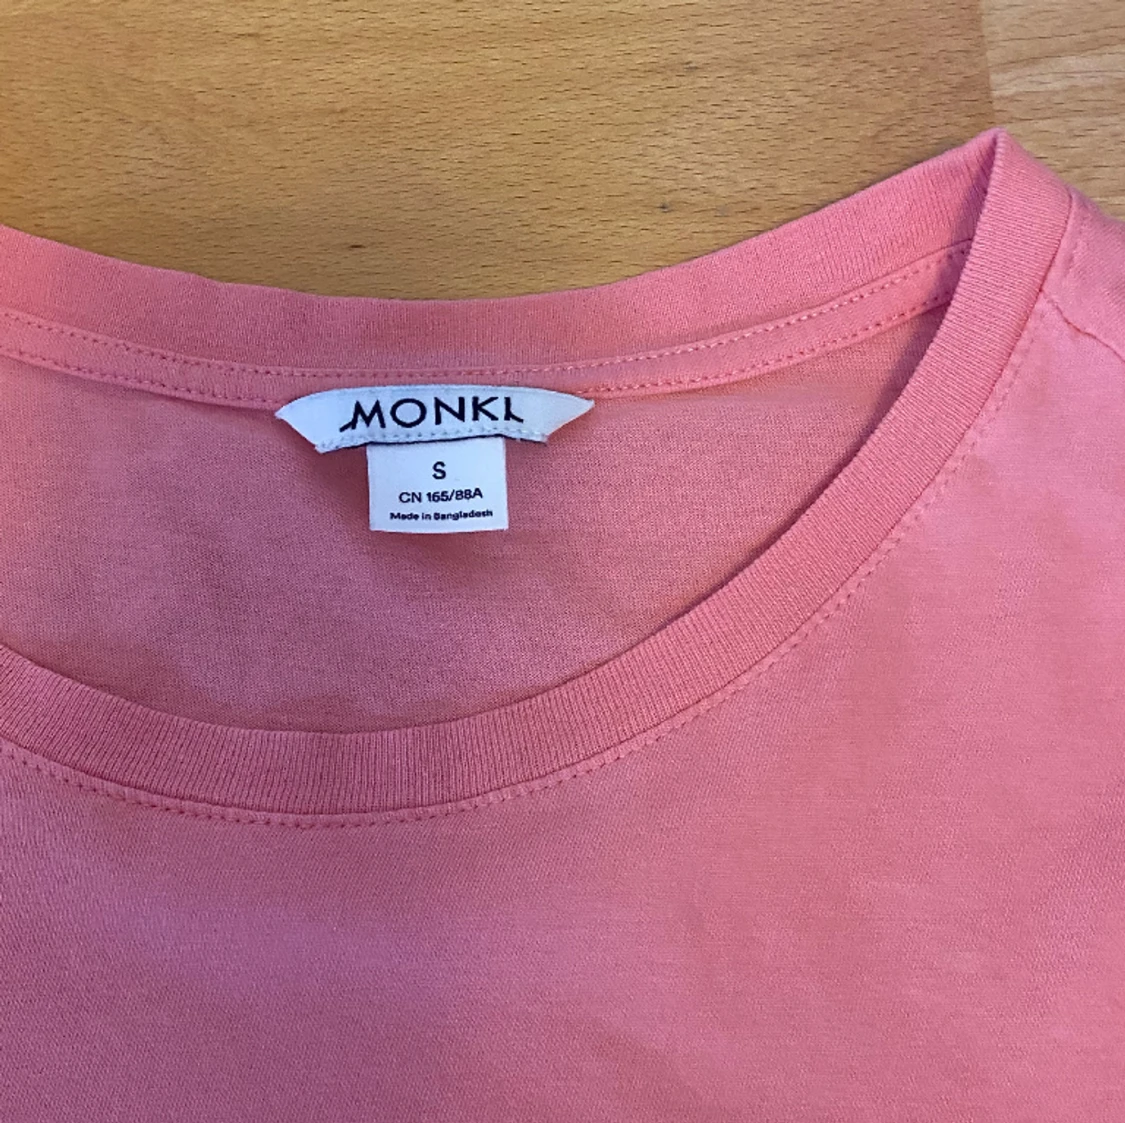 MONKI
S
CN 165/88A
Made in Bangladesh